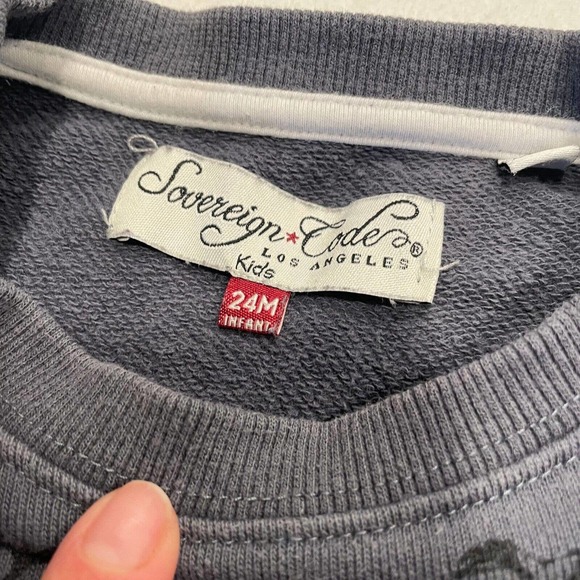 Sovereign★Code®
LOS ANGELES
Kids
24M
INFANT